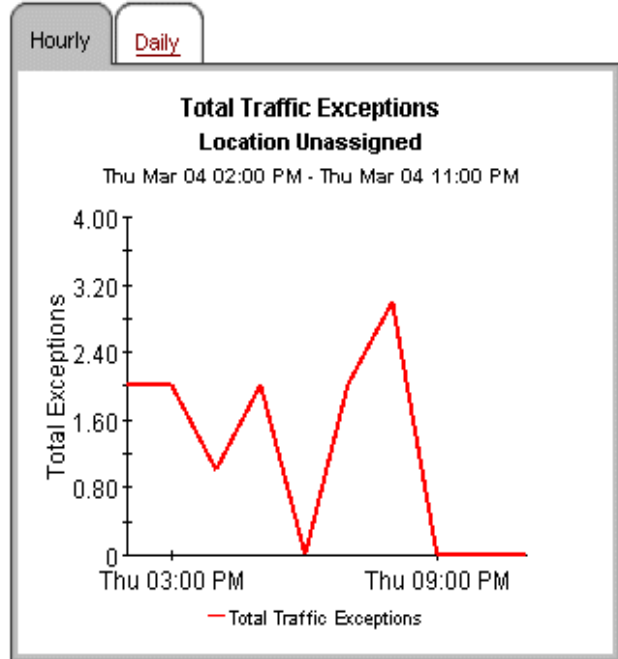 Hourly
Daily
Total Traffic Exceptions
Location Unassigned
Thu Mar 04 02:00 PM - Thu Mar 04 11:00 PM
4.00
3.20
2.40
1.60
0.80
0
Total Exceptions
Thu 03:00 PM
Thu 09:00 PM
Total Traffic Exceptions